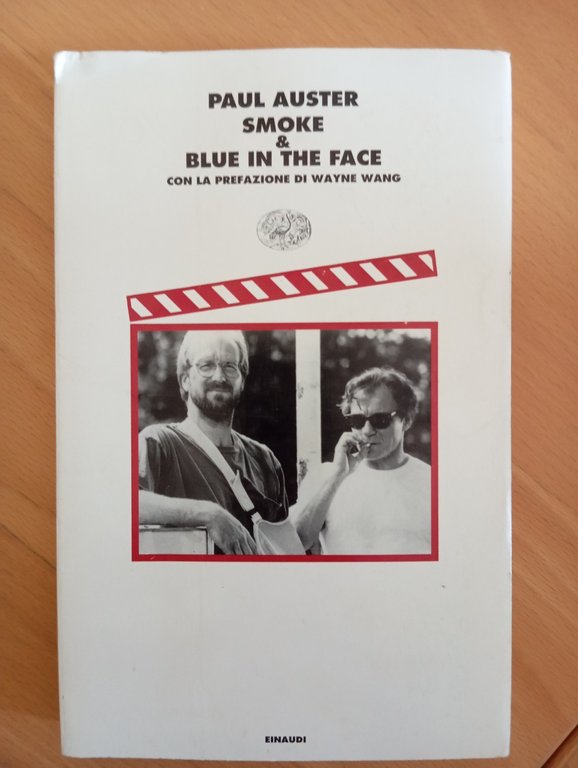 PAUL AUSTER
SMOKE
&
BLUE IN THE FACE
CON LA PREFAZIONE DI WAYNE WANG
EINAUDI